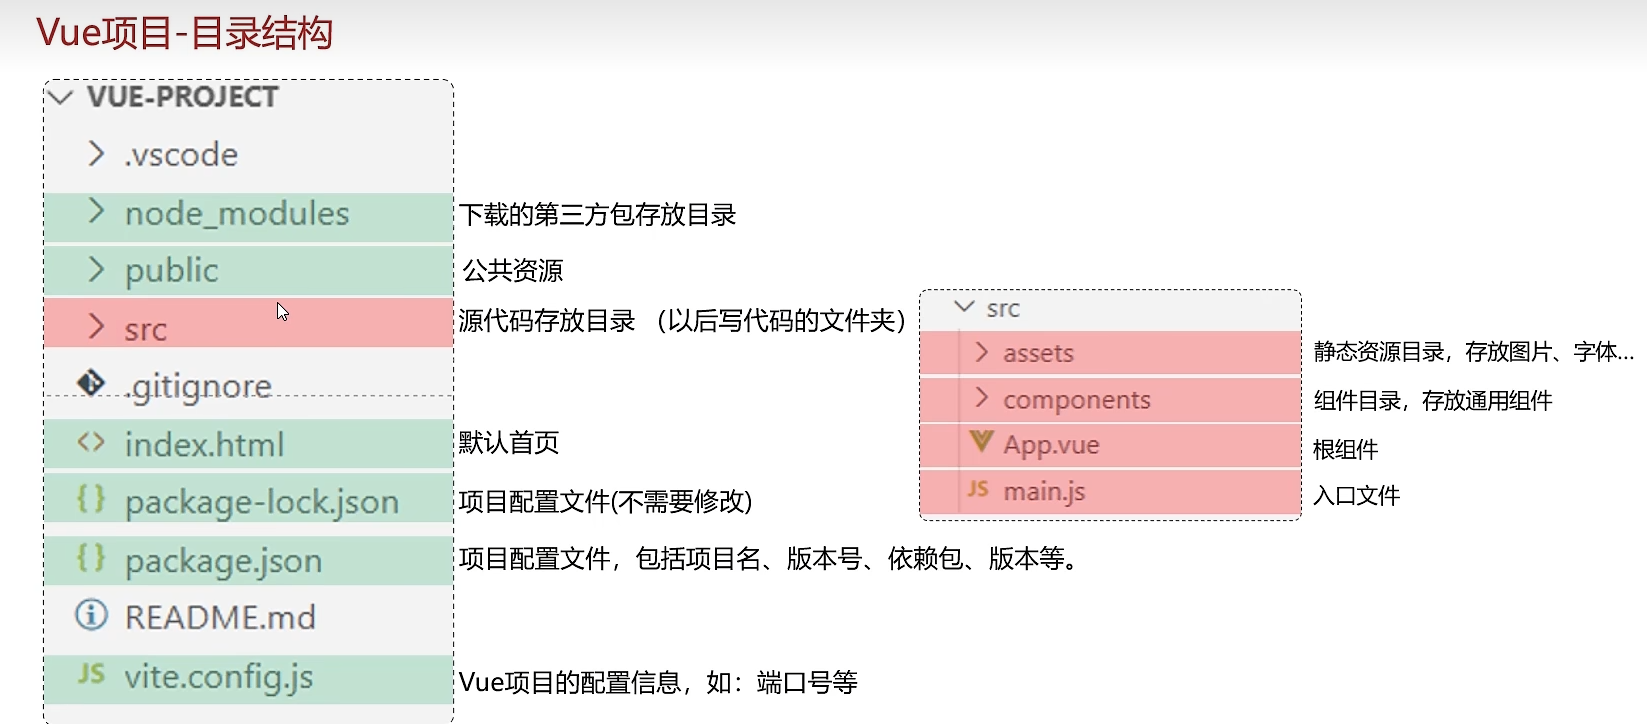 Vue项目-目录结构
VUE-PROJECT
.vscode
node_modules 下载的第三方包存放目录
public 公共资源
src 源代码存放目录 （以后写代码的文件夹）
.gitignore
index.html 默认首页
package-lock.json 项目配置文件(不需要修改)
package.json 项目配置文件，包括项目名、版本号、依赖包、版本等。
README.md
JS vite.config.js Vue项目的配置信息，如：端口号等
src
assets 静态资源目录，存放图片、字体...
components 组件目录，存放通用组件
App.vue 根组件
JS main.js 入口文件